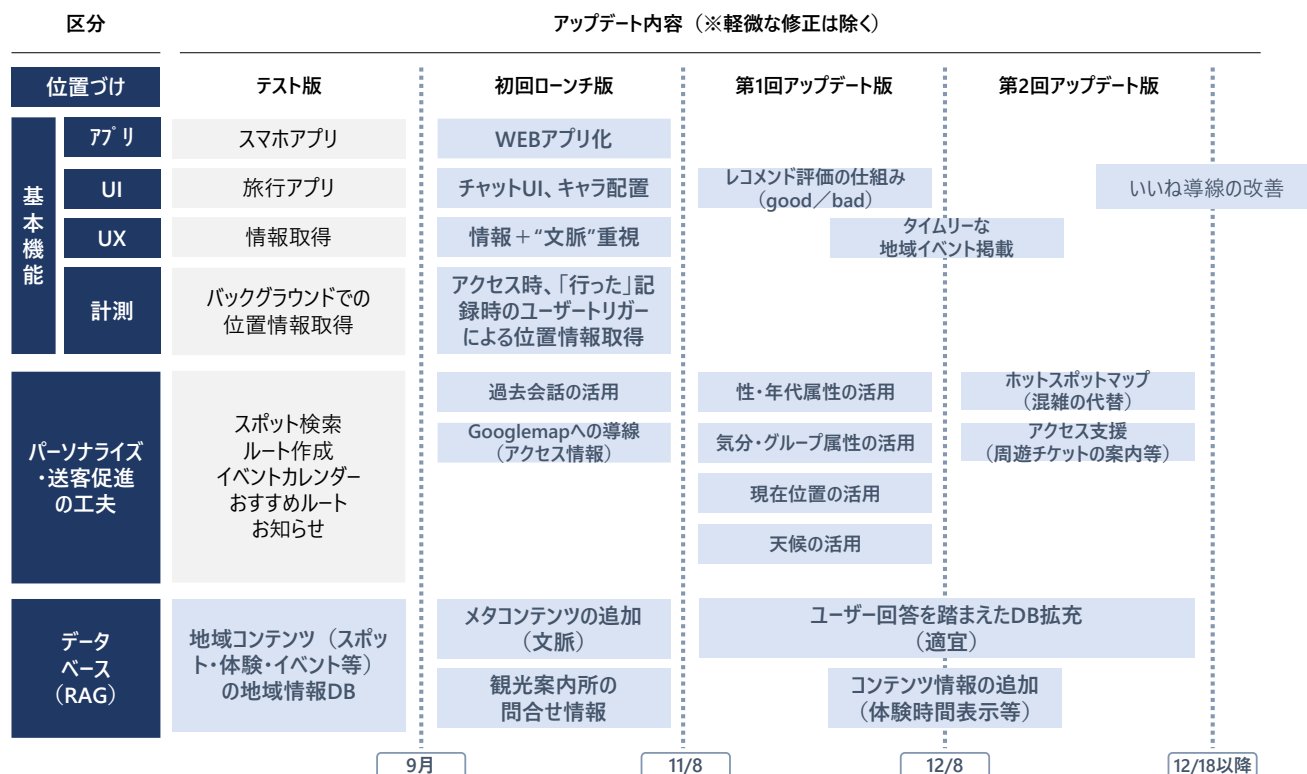 区分
アップデート内容（※軽微な修正は除く）
位置づけ
テスト版
初回ローンチ版
第1回アップデート版
第2回アップデート版
基本機能
アプリ
スマホアプリ
WEBアプリ化
UI
旅行アプリ
チャットUI、キャラ配置
レコメンド評価の仕組み
（good／bad）
いいね導線の改善
UX
情報取得
情報＋“文脈”重視
タイムリーな
地域イベント掲載
計測
バックグラウンドでの
位置情報取得
アクセス時、「行った」記
録時のユーザートリガー
による位置情報取得
パーソナライズ
・送客促進
の工夫
スポット検索
ルート作成
イベントカレンダー
おすすめルート
お知らせ
過去会話の活用
Googlemapへの導線
（アクセス情報）
性・年代属性の活用
気分・グループ属性の活用
現在位置の活用
天候の活用
ホットスポットマップ
（混雑の代替）
アクセス支援
（周遊チケットの案内等）
データ
ベース
（RAG）
地域コンテンツ（スポッ
ト・体験・イベント等）
の地域情報DB
メタコンテンツの追加
（文脈）
観光案内所の
問合せ情報
ユーザー回答を踏まえたDB拡充
（適宜）
コンテンツ情報の追加
（体験時間表示等）
9月
11/8
12/8
12/18以降